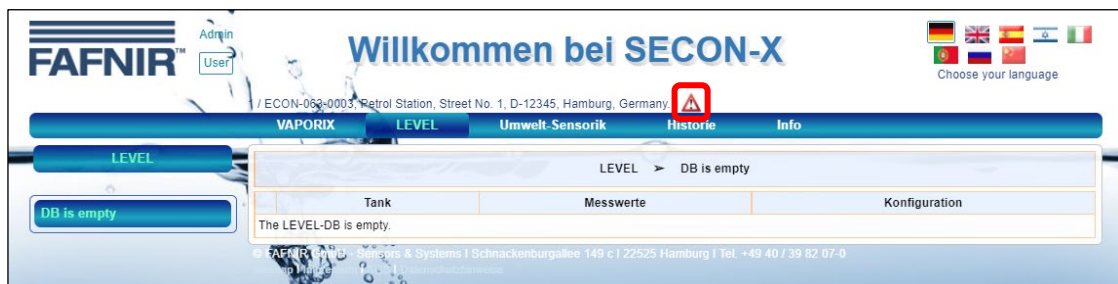 FAFNIR™
Admin
User
Willkommen bei SECON-X
Choose your language
/ ECON-063-0003, Petrol Station, Street No. 1, D-12345, Hamburg, Germany.
VAPORIX LEVEL Umwelt-Sensorik Historie Info
LEVEL
LEVEL ➢ DB is empty
DB is empty
Tank Messwerte Konfiguration
The LEVEL-DB is empty.
© FAFNIR GmbH - Sensors & Systems I Schnackenburgallee 149 c I 22525 Hamburg I Tel. +49 40 / 39 82 07-0
Datenschutzhinweise